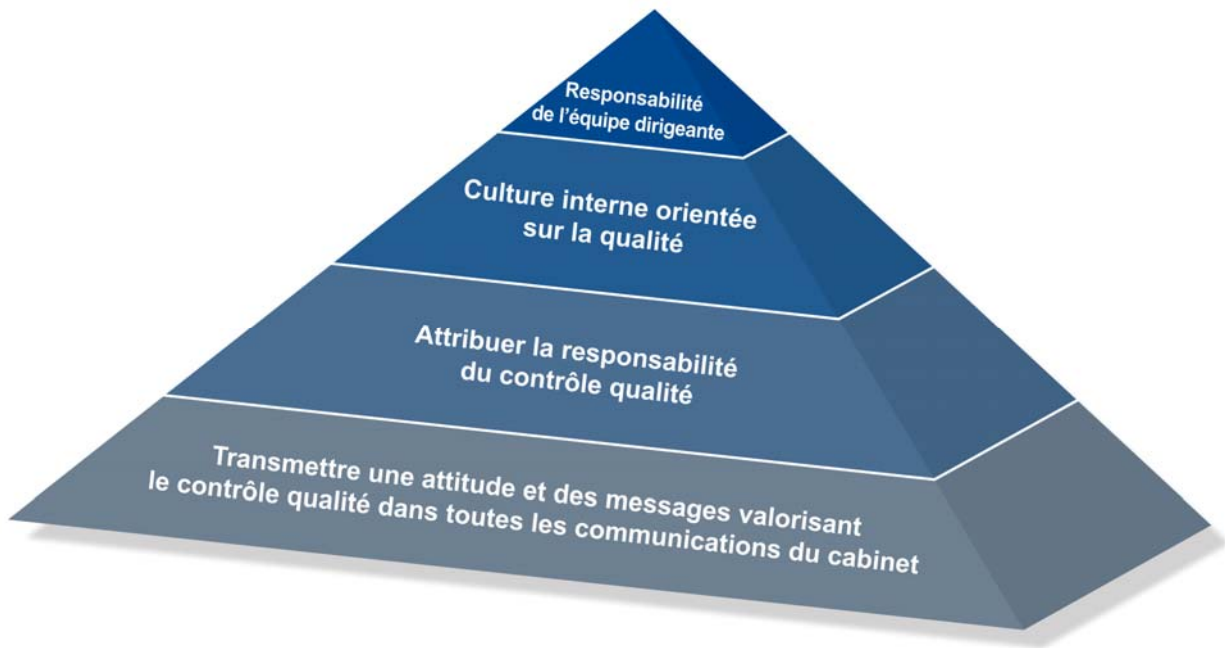 Responsabilité
de l’équipe dirigeante
Culture interne orientée
sur la qualité
Attribuer la responsabilité
du contrôle qualité
Transmettre une attitude et des messages valorisant
le contrôle qualité dans toutes les communications du cabinet